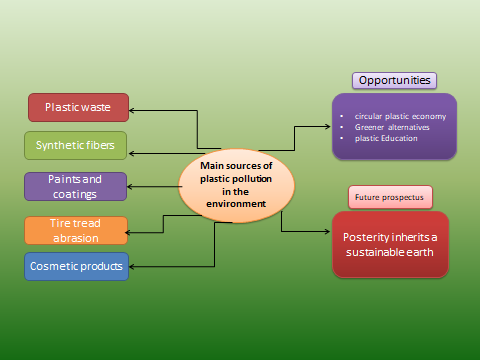 Opportunities
Plastic waste
• circular plastic economy
• Greener alternatives
• plastic Education
Synthetic fibers
Main sources of
plastic pollution
in the
environment
Paints and
coatings
Future prospectus
Tire tread
abrasion
Posterity inherits a
sustainable earth
Cosmetic products